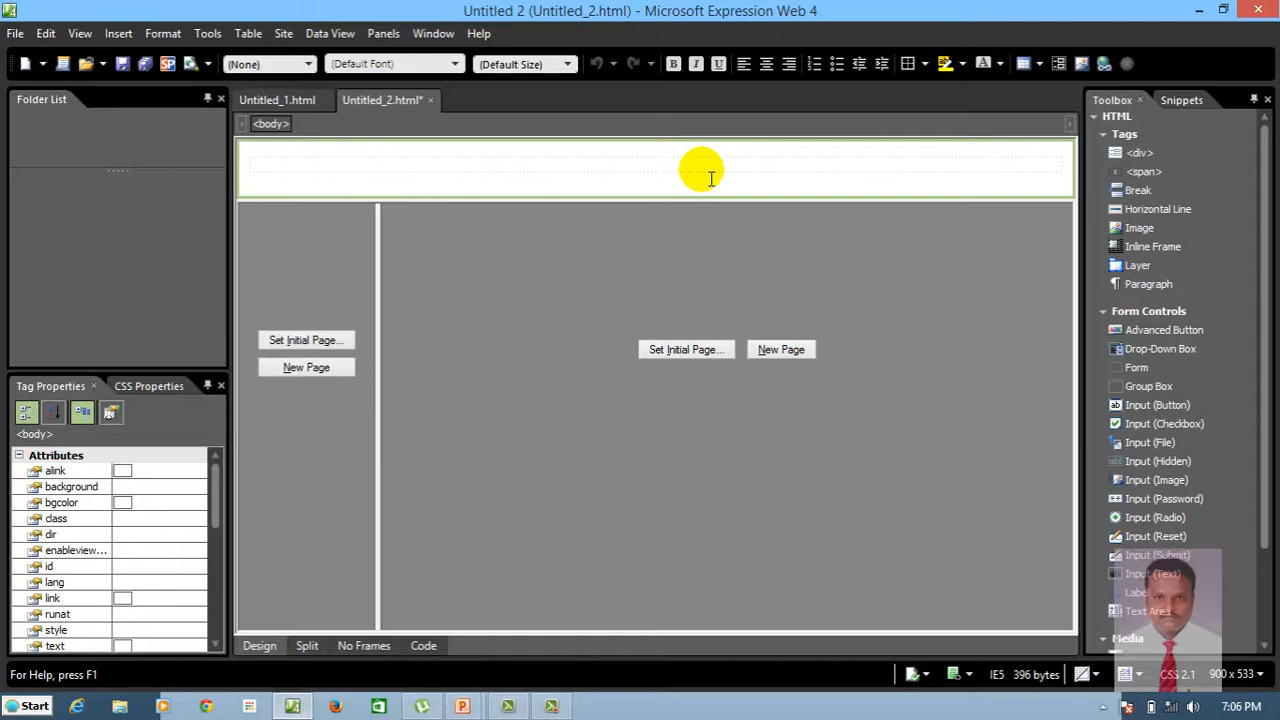 Untitled 2 (Untitled_2.html) - Microsoft Expression Web 4
File Edit View Insert Format Tools Table Site Data View Panels Window Help
(None) (Default Font) (Default Size) B I U A
Folder List
Untitled_1.html Untitled_2.html* ×
<body>
Set Initial Page...
New Page
Set Initial Page... New Page
Tag Properties × CSS Properties
<body>
Attributes
alink
background
bgcolor
class
dir
enableview...
id
lang
link
runat
style
text
Design Split No Frames Code
Toolbox × Snippets
HTML
Tags
<div>
<span>
Break
Horizontal Line
Image
Inline Frame
Layer
Paragraph
Form Controls
Advanced Button
Drop-Down Box
Form
Group Box
Input (Button)
Input (Checkbox)
Input (File)
Input (Hidden)
Input (Image)
Input (Password)
Input (Radio)
Input (Reset)
Input (Submit)
Input (Text)
Text Area
Media
For Help, press F1 IE5 396 bytes CSS 2.1 900 x 533
Start 7:06 PM